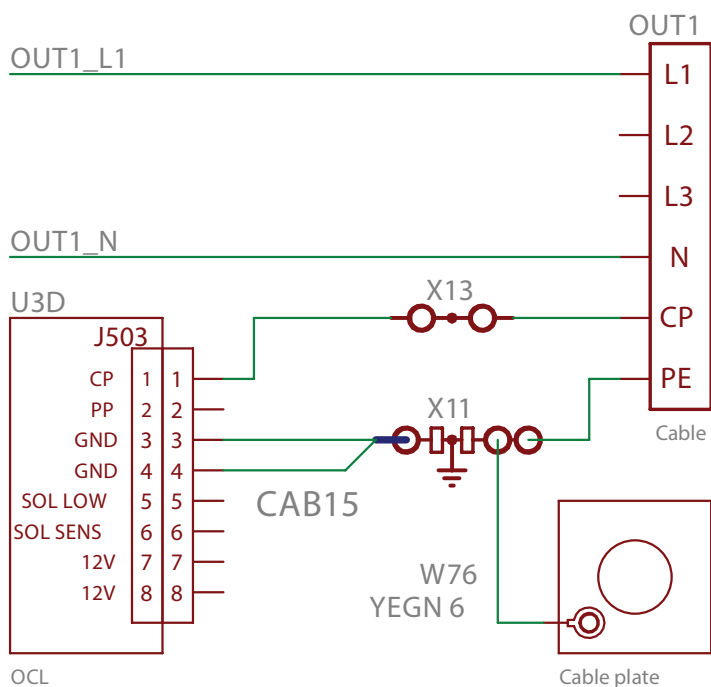 OUT1
OUT1_L1
L1
L2
L3
OUT1_N
N
U3D
X13
CP
J503
CP 1 1
PE
PP 2 2
X11
GND 3 3
Cable
GND 4 4
SOL LOW 5 5
CAB15
SOL SENS 6 6
12V 7 7
W76
12V 8 8
YEGN 6
OCL
Cable plate